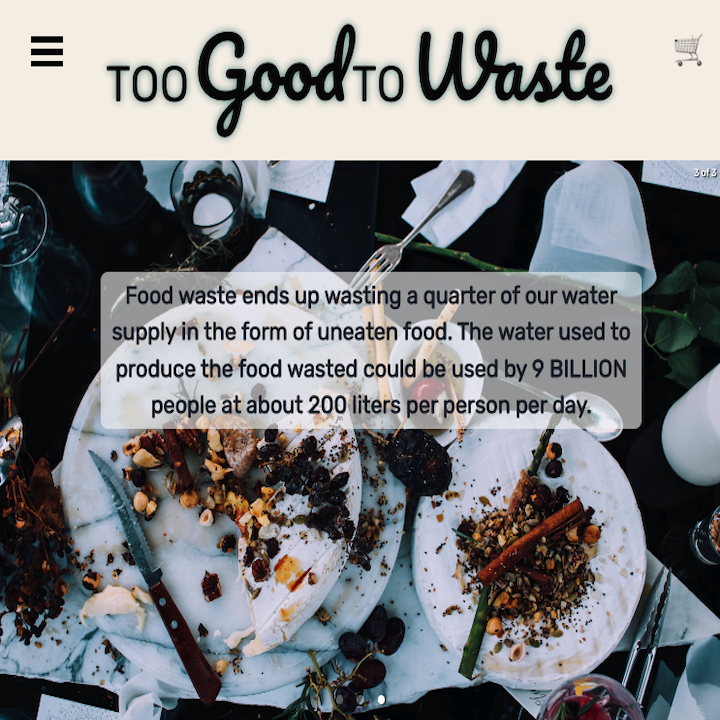 TOO Good TO Waste
3 of 3
Food waste ends up wasting a quarter of our water
supply in the form of uneaten food. The water used to
produce the food wasted could be used by 9 BILLION
people at about 200 liters per person per day.